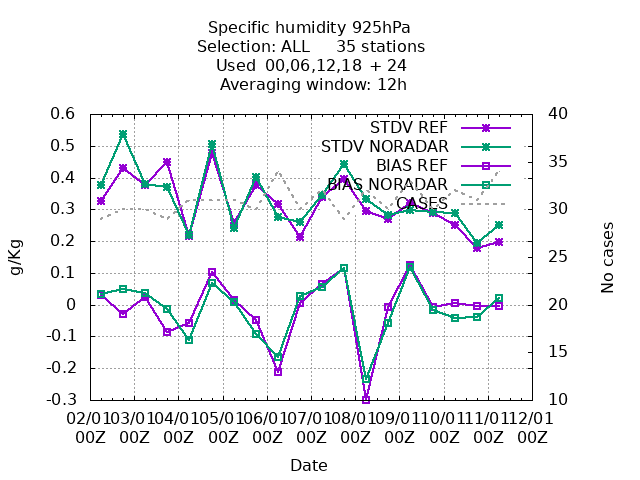 Specific humidity 925hPa
Selection: ALL 35 stations
Used 00,06,12,18 + 24
Averaging window: 12h
0.6
0.5
0.4
0.3
0.2
0.1
0
-0.1
-0.2
-0.3
40
35
30
25
20
15
10
STDV REF
STDV NORADAR
BIAS REF
BIAS NORADAR
CASES
g/Kg
No cases
02/01 03/01 04/01 05/01 06/01 07/01 08/01 09/01 10/01 11/01 12/01
00Z 00Z 00Z 00Z 00Z 00Z 00Z 00Z 00Z 00Z 00Z
Date